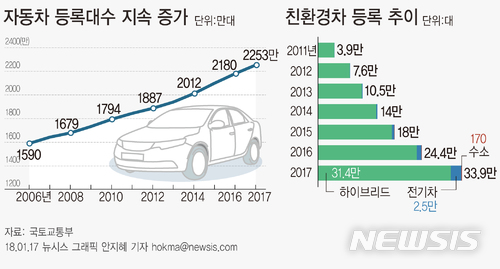 자동차 등록대수 지속 증가 단위:만대
2400(만)
2200
2000
1800
1600
1400
1200
1590
1679
1794
1887
2012
2180
2253만
2006년 2008 2010 2012 2014 2016 2017
친환경차 등록 추이 단위:대
2011년 3,9만
2012 7,6만
2013 10,5만
2014 14만
2015 18만
2016 24,4만
170
수소
2017 31,4만 33,9만
하이브리드 전기차
2,5만
자료: 국토교통부
18.01.17 뉴시스 그래픽 안지혜 기자 hokma@newsis.com
NEWSIS